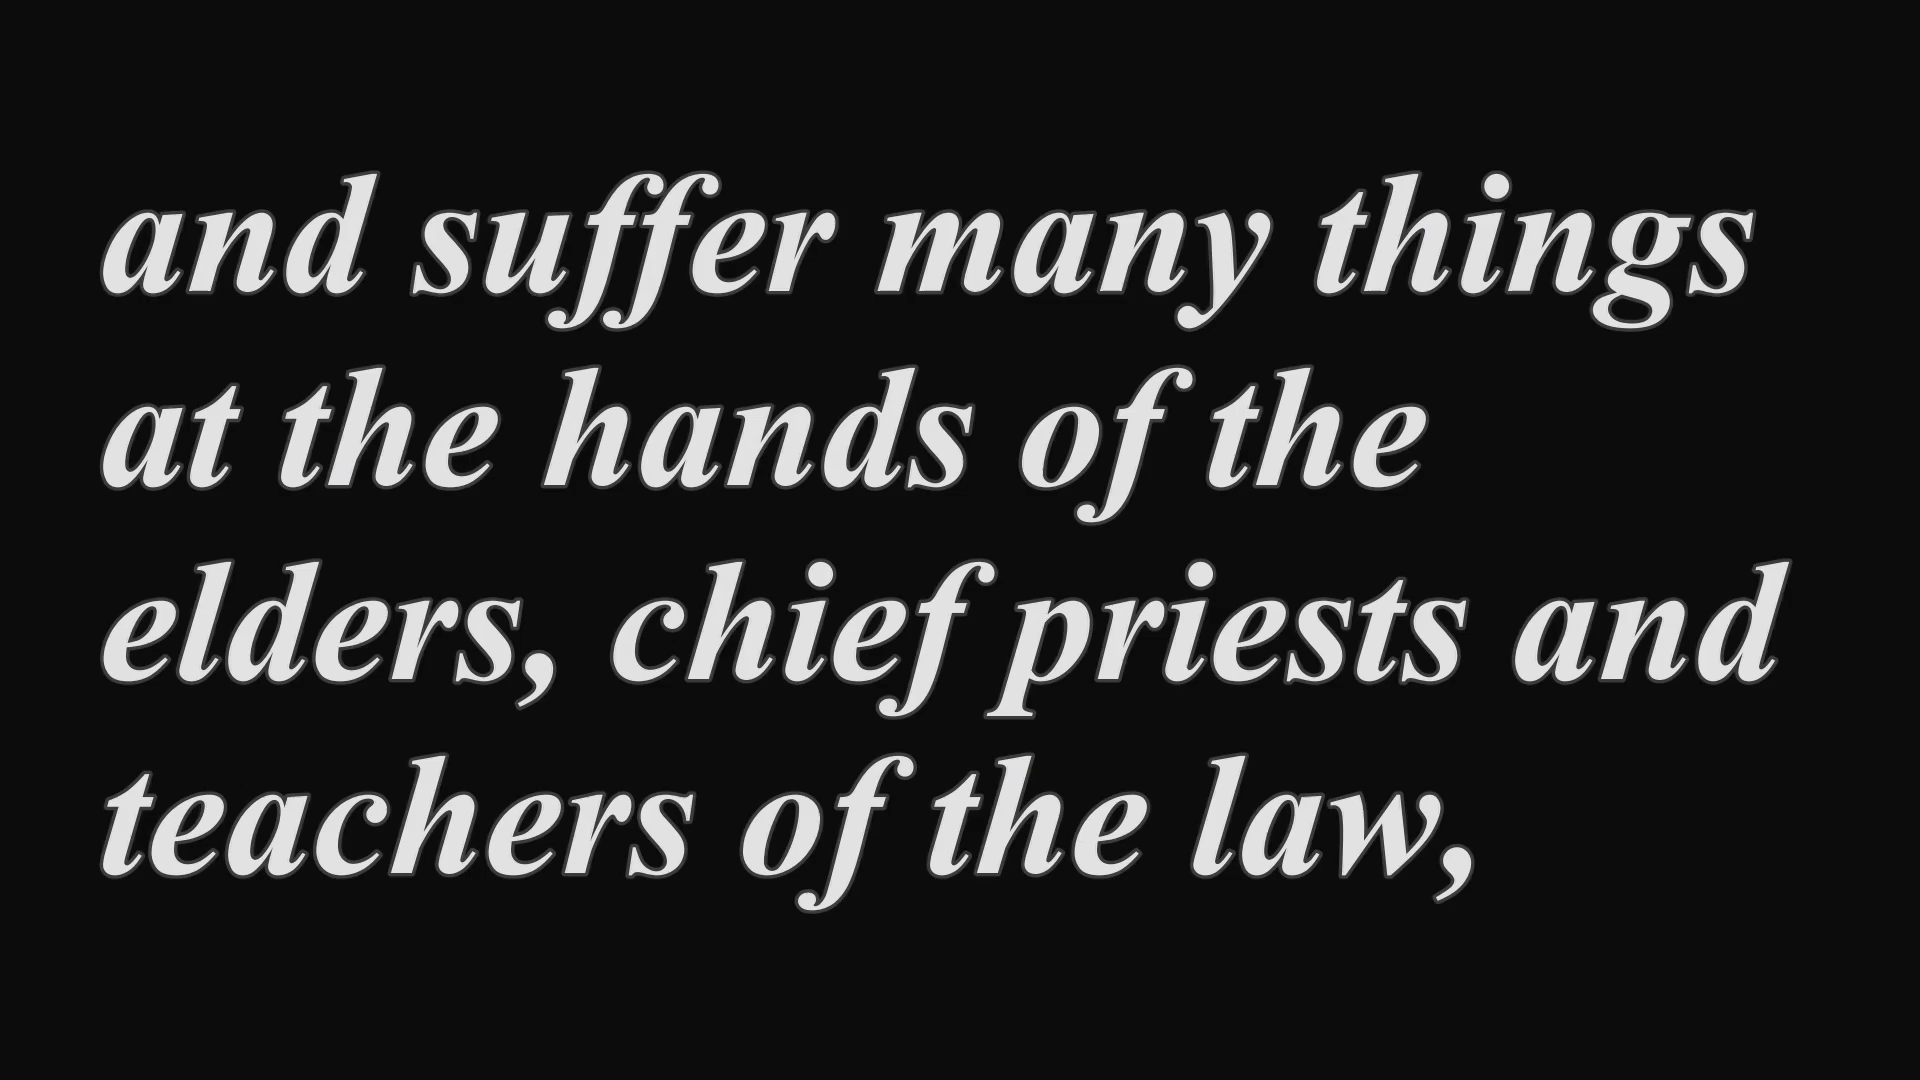 and suffer many things
at the hands of the
elders, chief priests and
teachers of the law,